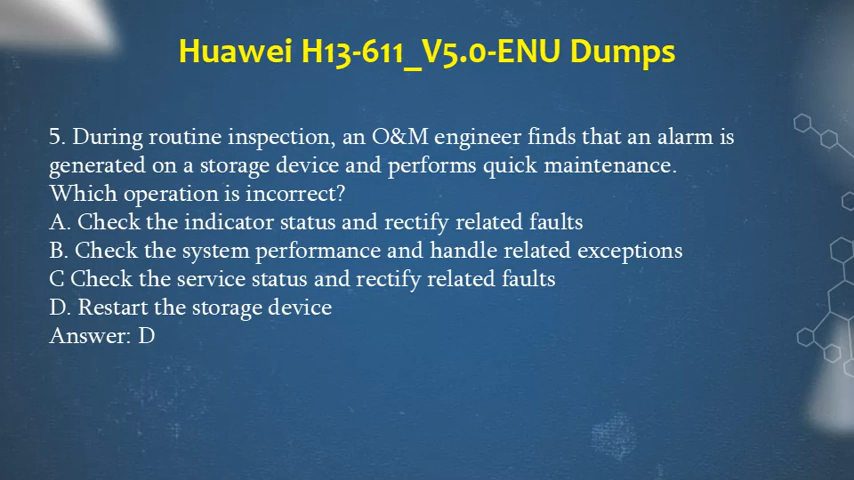 Huawei H13-611_V5.0-ENU Dumps
5. During routine inspection, an O&M engineer finds that an alarm is
generated on a storage device and performs quick maintenance.
Which operation is incorrect?
A. Check the indicator status and rectify related faults
B. Check the system performance and handle related exceptions
C Check the service status and rectify related faults
D. Restart the storage device
Answer: D